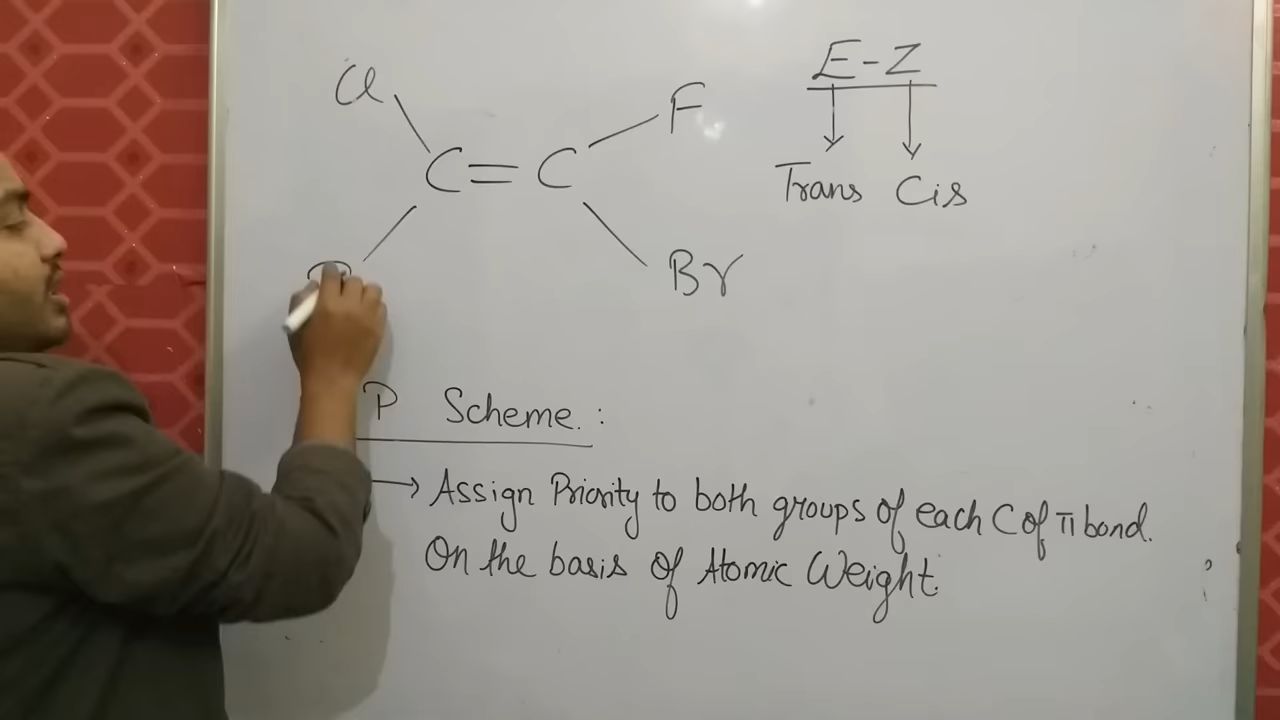 Cl
F
C=C
Br
E-Z
Trans Cis
P Scheme:
→ Assign Priority to both groups of each C of π bond.
On the basis of Atomic Weight.